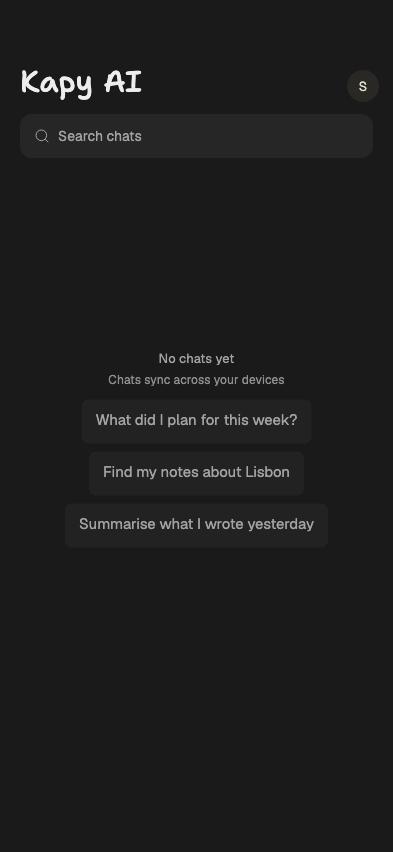 Kapy AI
S
Search chats
No chats yet
Chats sync across your devices
What did I plan for this week?
Find my notes about Lisbon
Summarise what I wrote yesterday